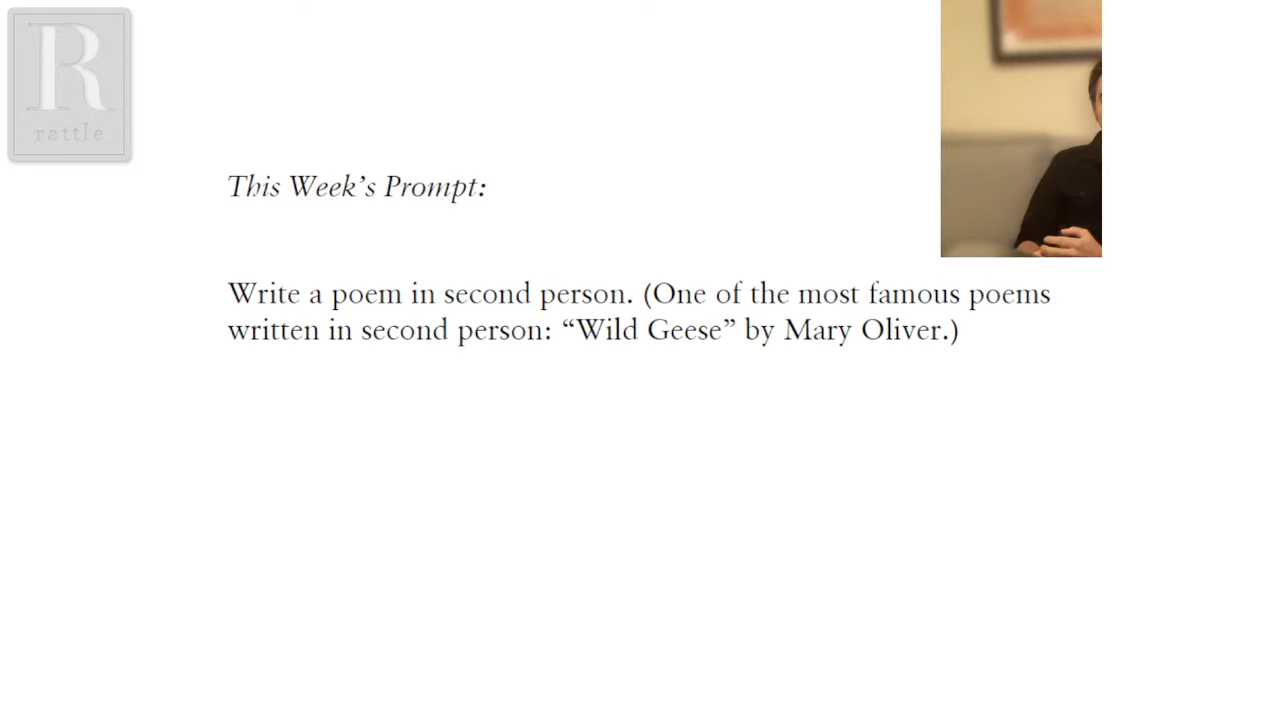 R
rattle
This Week’s Prompt:
Write a poem in second person. (One of the most famous poems
written in second person: “Wild Geese” by Mary Oliver.)